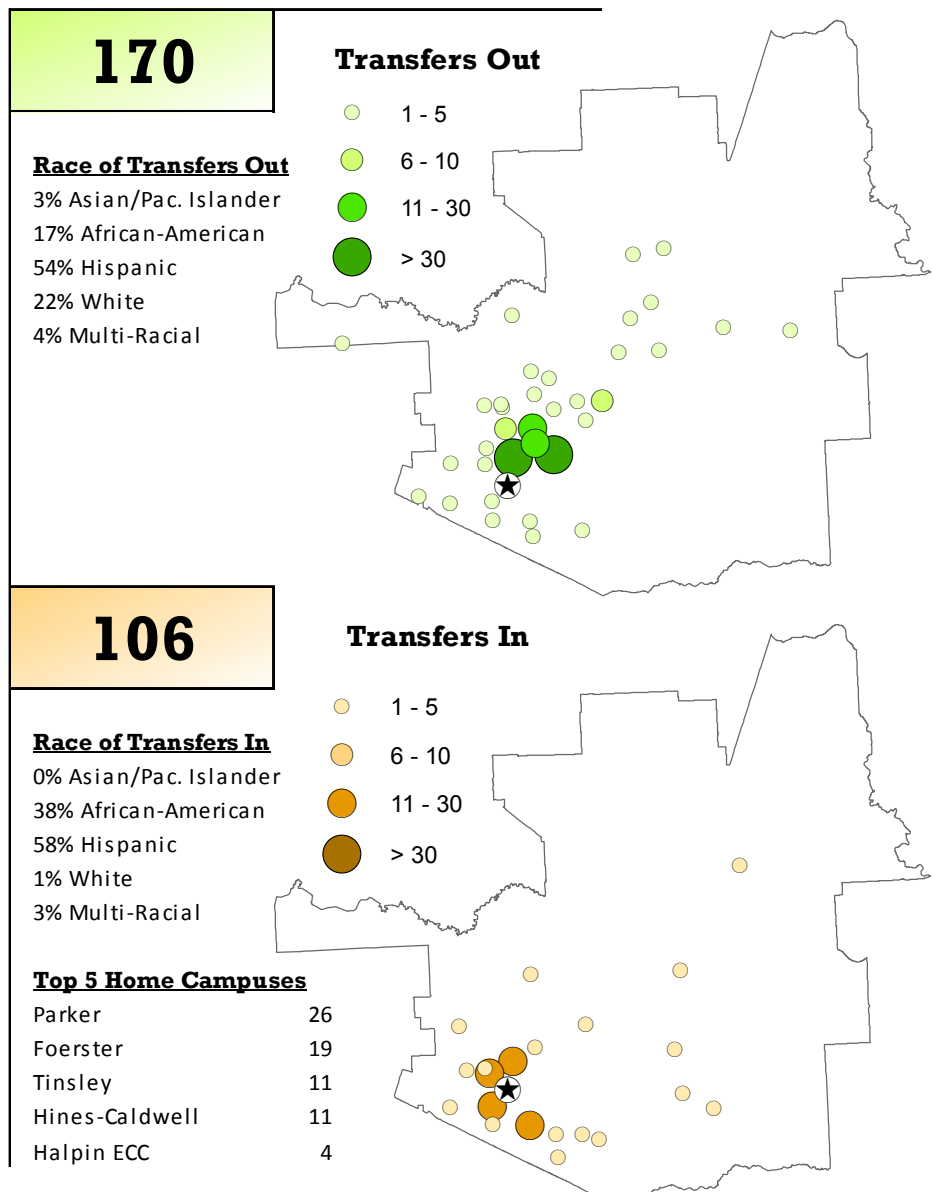 170
Transfers Out
1 - 5
6 - 10
11 - 30
> 30
Race of Transfers Out
3% Asian/Pac. Islander
17% African-American
54% Hispanic
22% White
4% Multi-Racial
106
Transfers In
1 - 5
6 - 10
11 - 30
> 30
Race of Transfers In
0% Asian/Pac. Islander
38% African-American
58% Hispanic
1% White
3% Multi-Racial
Top 5 Home Campuses
Parker 26
Foerster 19
Tinsley 11
Hines-Caldwell 11
Halpin ECC 4